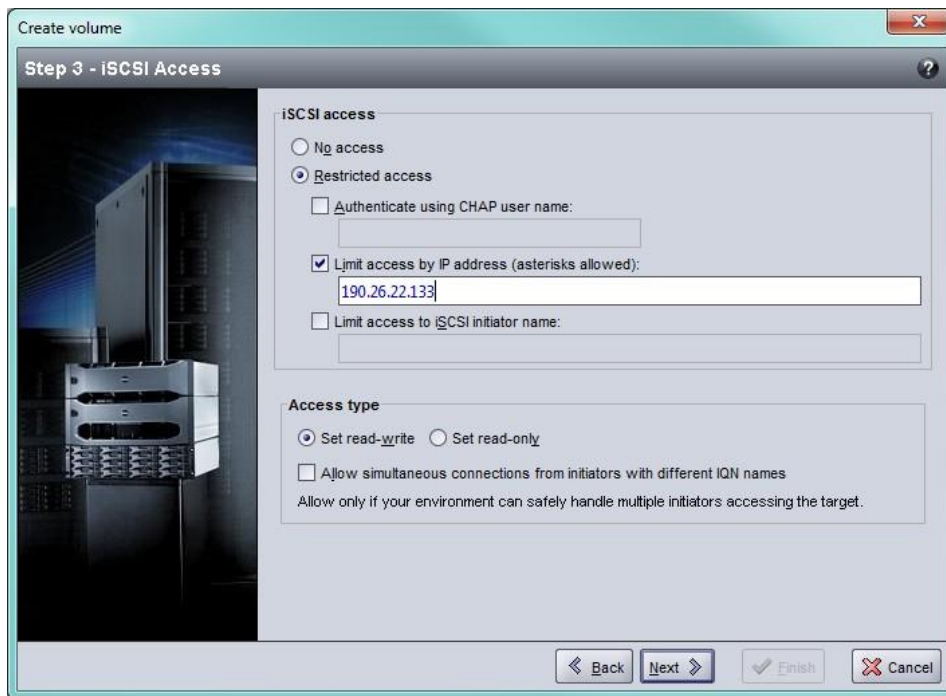 Create volume
Step 3 - iSCSI Access
?
iSCSI access
No access
Restricted access
Authenticate using CHAP user name:
Limit access by IP address (asterisks allowed):
190.26.22.133
Limit access to iSCSI initiator name:
Access type
Set read-write Set read-only
Allow simultaneous connections from initiators with different IQN names
Allow only if your environment can safely handle multiple initiators accessing the target.
Back Next Finish Cancel